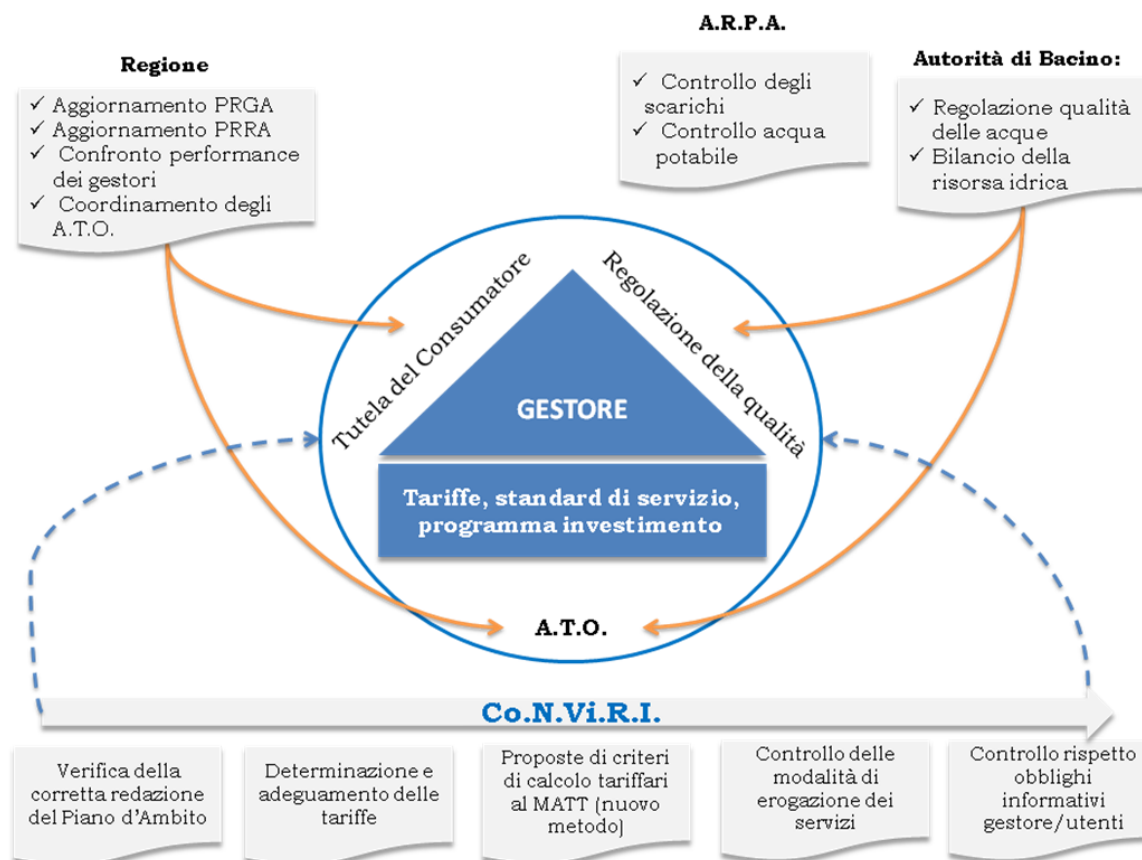 Regione
✓ Aggiornamento PRGA
✓ Aggiornamento PRRA
✓ Confronto performance
dei gestori
✓ Coordinamento degli
A.T.O.
A.R.P.A.
✓ Controllo degli
scarichi
✓ Controllo acqua
potabile
Autorità di Bacino:
✓ Regolazione qualità
delle acque
✓ Bilancio della
risorsa idrica
Tutela del Consumatore
Regolazione della qualità
GESTORE
Tariffe, standard di servizio,
programma investimento
A.T.O.
Co.N.Vi.R.I.
Verifica della
corretta redazione
del Piano d'Ambito
Determinazione e
adeguamento delle
tariffe
Proposte di criteri
di calcolo tariffari
al MATT (nuovo
metodo)
Controllo delle
modalità di
erogazione dei
servizi
Controllo rispetto
obblighi
informativi
gestore/utenti